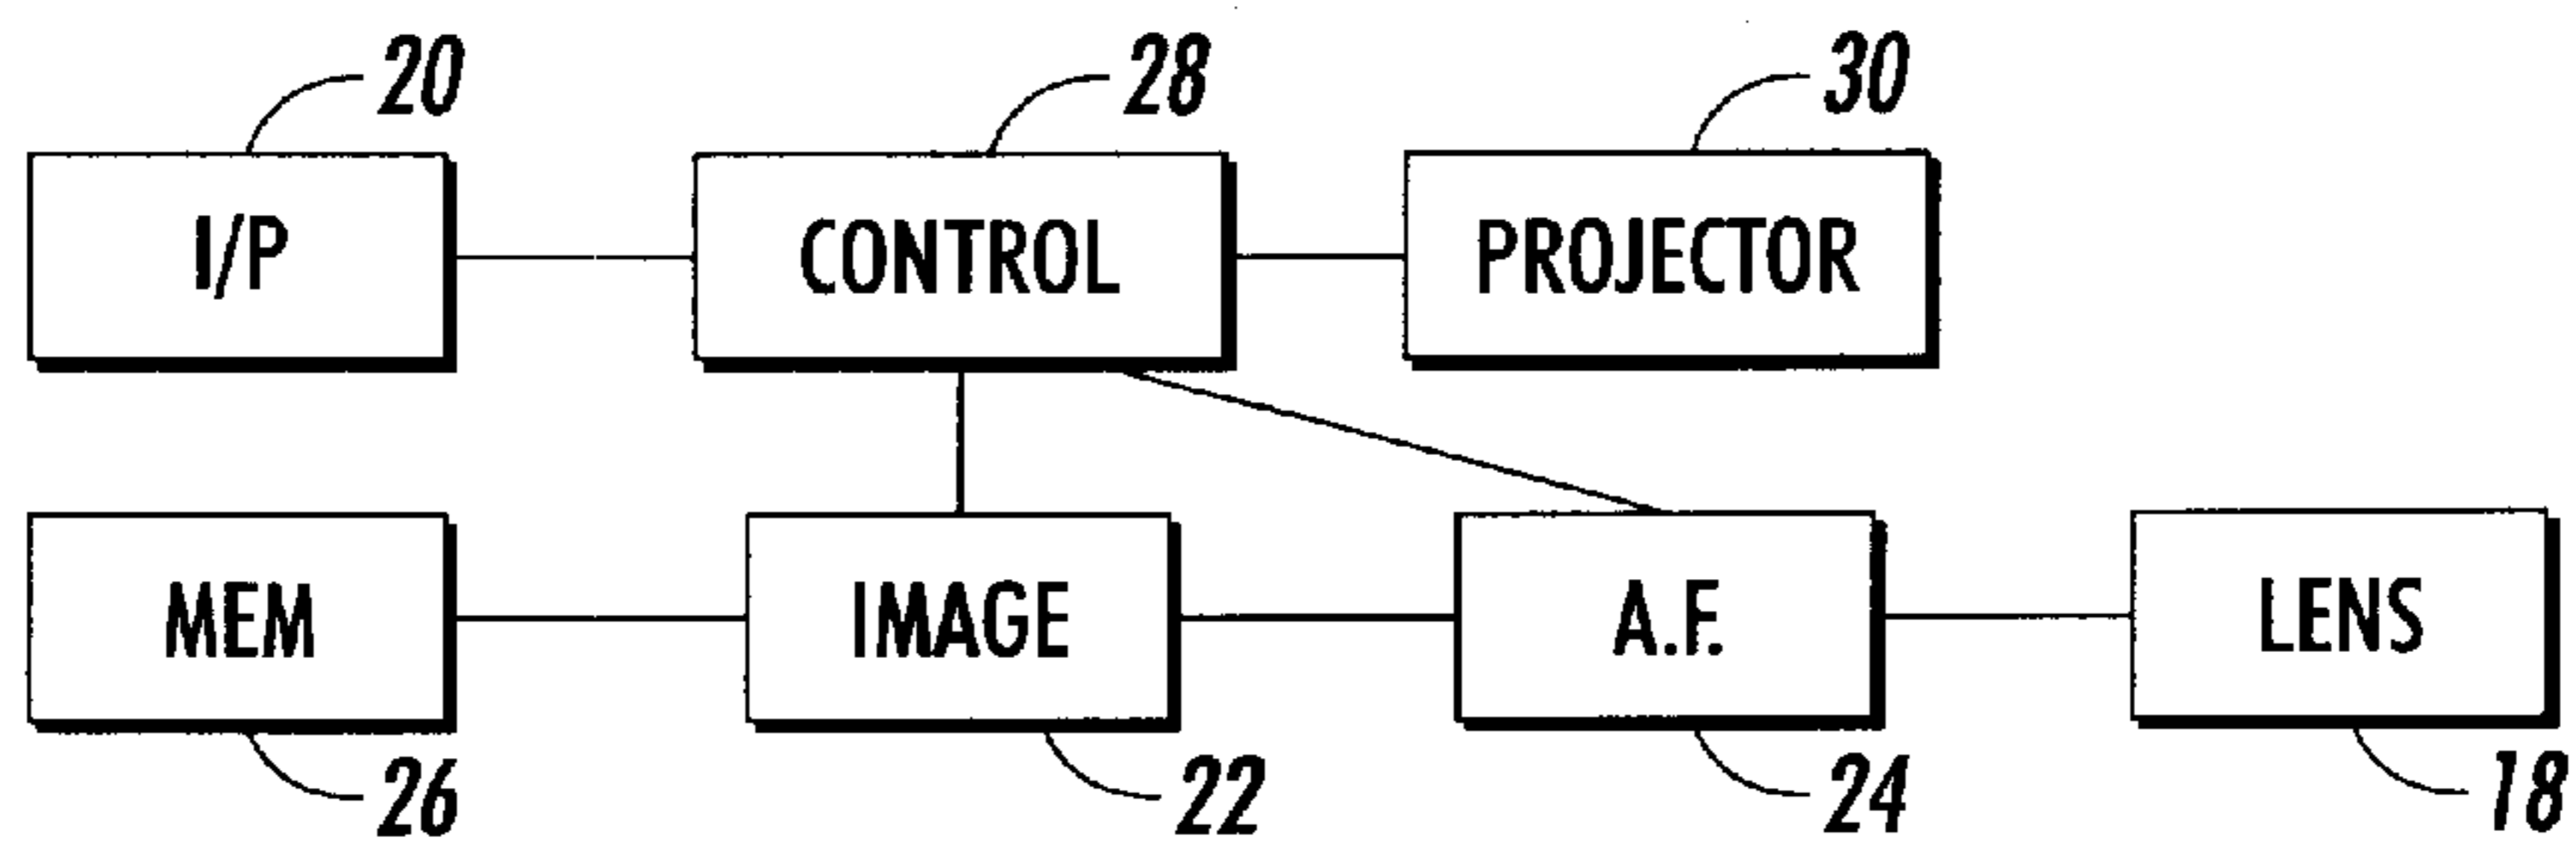 20 28 30
I/P CONTROL PROJECTOR
MEM IMAGE A.F. LENS
26 22 24 18